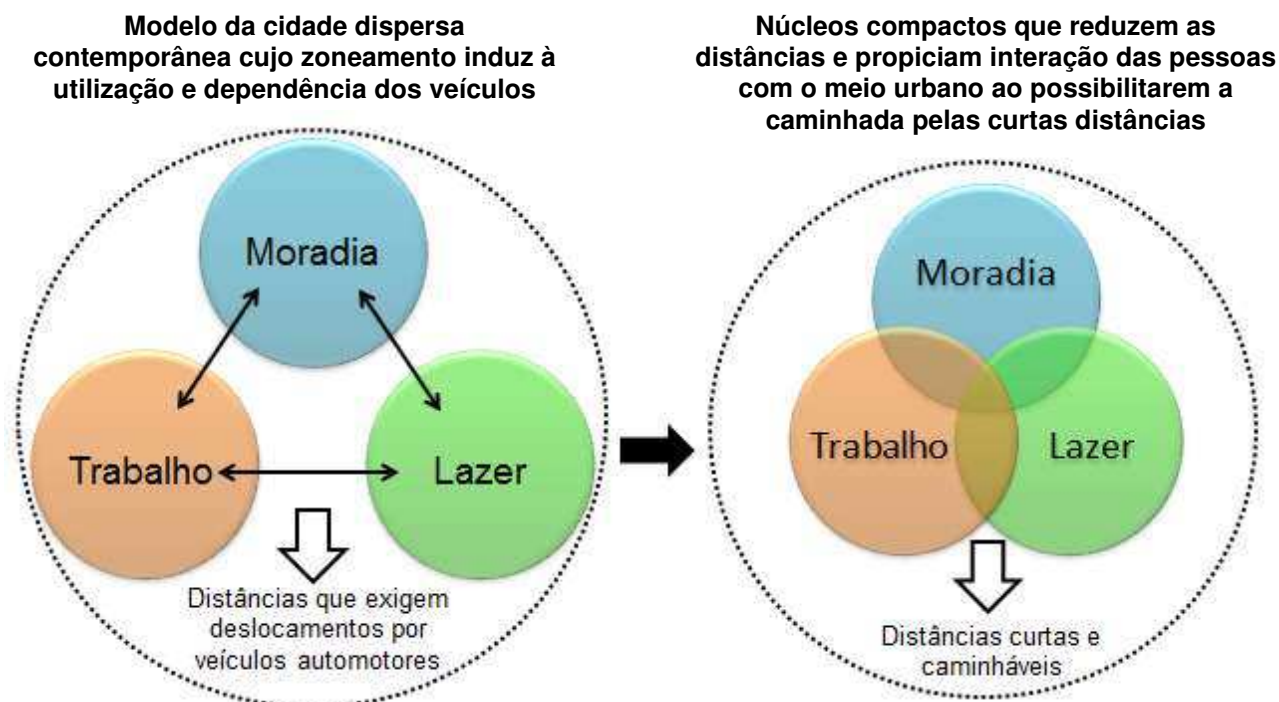 Modelo da cidade dispersa
contemporânea cujo zoneamento induz à
utilização e dependência dos veículos
Moradia
Trabalho
Lazer
Distâncias que exigem
deslocamentos por
veículos automotores
Núcleos compactos que reduzem as
distâncias e propiciam interação das pessoas
com o meio urbano ao possibilitarem a
caminhada pelas curtas distâncias
Moradia
Trabalho
Lazer
Distâncias curtas e
caminháveis